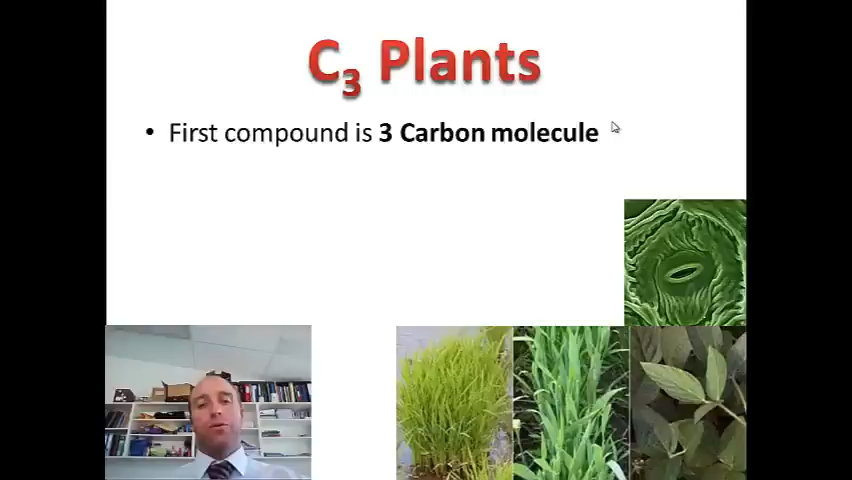 C3 Plants
• First compound is 3 Carbon molecule